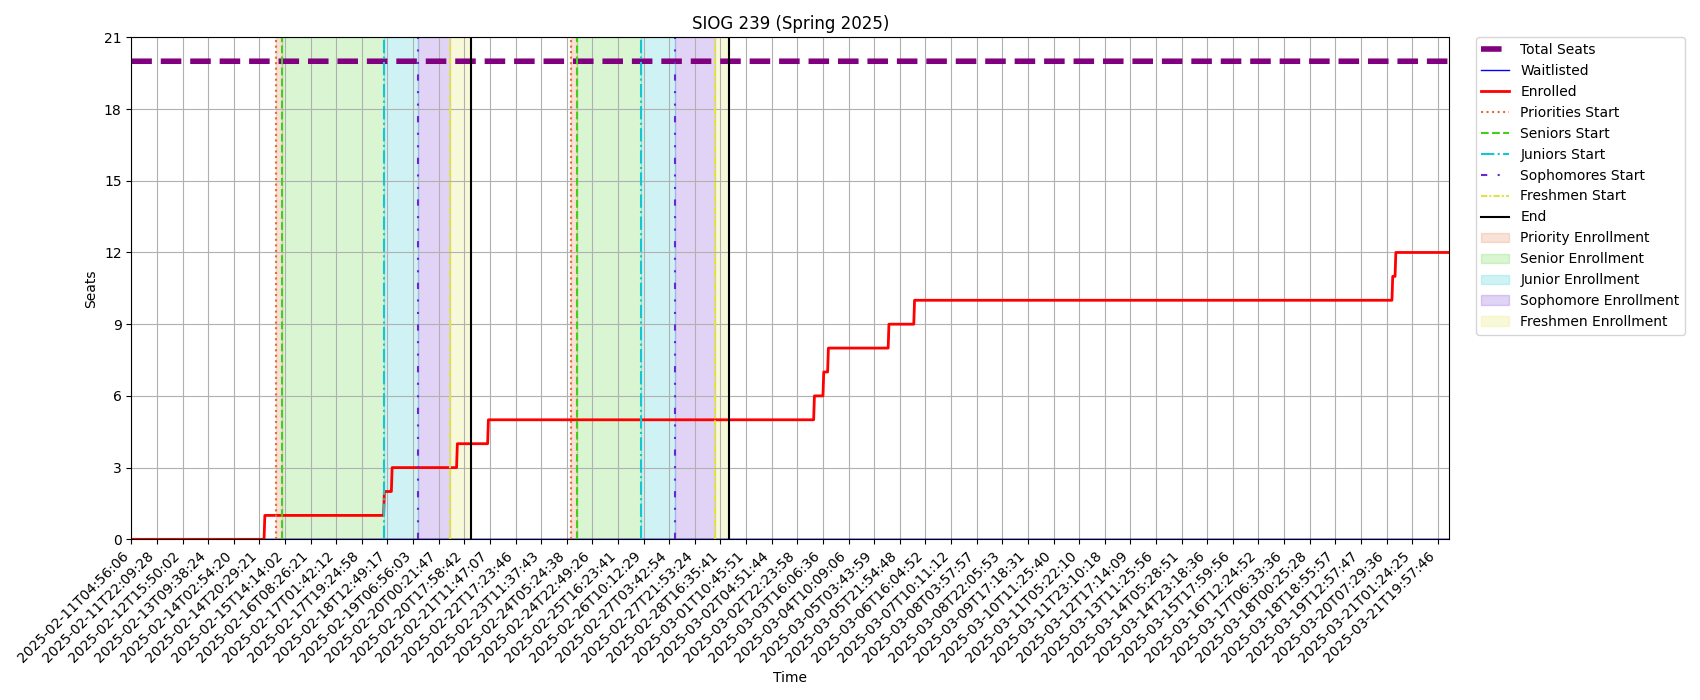 SIOG 239 (Spring 2025)
21
18
15
12
9
6
3
0
Seats
2025-02-11T04:56:06
2025-02-11T22:09:28
2025-02-12T15:50:02
2025-02-13T09:38:24
2025-02-14T02:54:20
2025-02-14T20:29:21
2025-02-15T14:14:02
2025-02-16T08:26:21
2025-02-17T01:42:12
2025-02-17T19:24:58
2025-02-18T12:49:17
2025-02-19T06:56:03
2025-02-20T00:21:47
2025-02-20T17:58:42
2025-02-21T11:47:07
2025-02-22T17:23:46
2025-02-23T11:37:43
2025-02-24T05:24:38
2025-02-24T22:49:26
2025-02-25T16:23:41
2025-02-26T10:12:29
2025-02-27T03:42:54
2025-02-27T21:53:24
2025-02-28T16:35:41
2025-03-01T10:45:51
2025-03-02T04:51:44
2025-03-02T22:23:58
2025-03-03T16:06:36
2025-03-04T10:09:06
2025-03-05T03:43:59
2025-03-05T21:54:48
2025-03-06T16:04:52
2025-03-07T10:11:12
2025-03-08T03:57:57
2025-03-08T22:05:53
2025-03-09T17:18:31
2025-03-10T11:25:40
2025-03-11T05:22:10
2025-03-11T23:10:18
2025-03-12T17:14:09
2025-03-13T11:25:56
2025-03-14T05:28:51
2025-03-14T23:18:36
2025-03-15T17:59:56
2025-03-16T12:24:52
2025-03-17T06:33:36
2025-03-18T00:25:28
2025-03-18T18:55:57
2025-03-19T12:57:47
2025-03-20T07:29:36
2025-03-21T01:24:25
2025-03-21T19:57:46
Time
Total Seats
Waitlisted
Enrolled
Priorities Start
Seniors Start
Juniors Start
Sophomores Start
Freshmen Start
End
Priority Enrollment
Senior Enrollment
Junior Enrollment
Sophomore Enrollment
Freshmen Enrollment